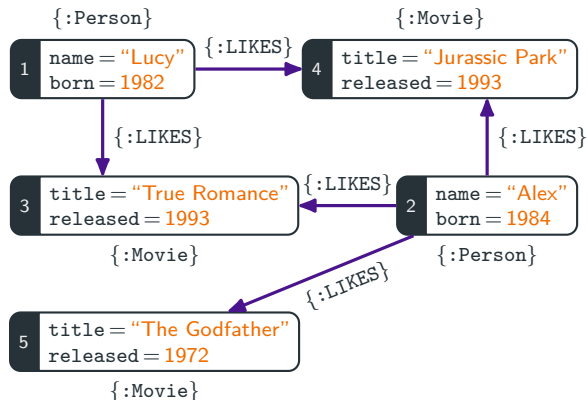 {:Person}
{:Movie}
1
name = “Lucy”
born = 1982
{:LIKES}
4
title = “Jurassic Park”
released = 1993
{:LIKES}
{:LIKES}
3
title = “True Romance”
released = 1993
{:LIKES}
2
name = “Alex”
born = 1984
{:Movie}
{:Person}
{:LIKES}
5
title = “The Godfather”
released = 1972
{:Movie}